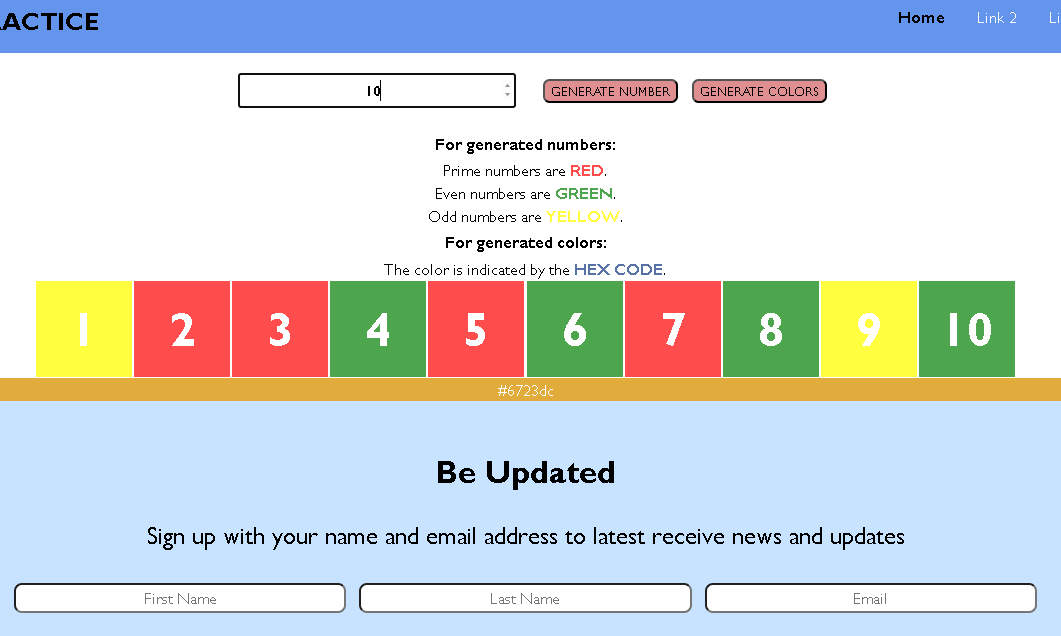 ACTICE Home Link 2 Li
10 GENERATE NUMBER GENERATE COLORS
For generated numbers:
Prime numbers are RED.
Even numbers are GREEN.
Odd numbers are YELLOW.
For generated colors:
The color is indicated by the HEX CODE.
1 2 3 4 5 6 7 8 9 10
#6723dc
Be Updated
Sign up with your name and email address to latest receive news and updates
First Name Last Name Email